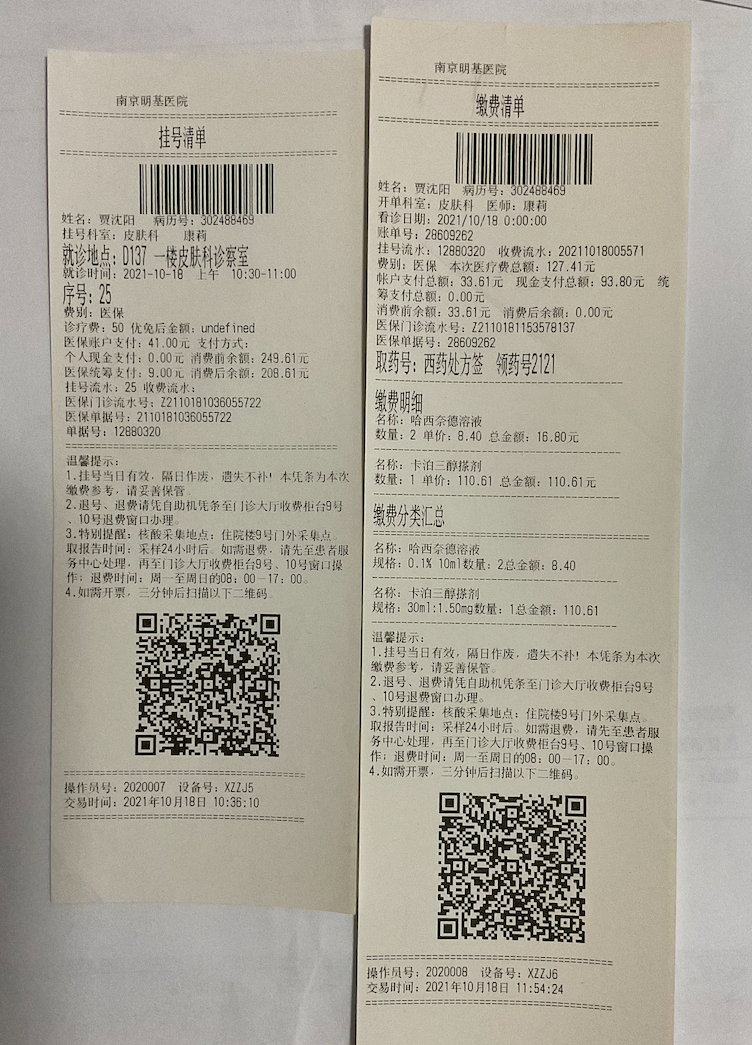 南京明基医院
挂号清单
姓名：贾沈阳 病历号：302488469
挂号科室：皮肤科 康莉
就诊地点：D137 一楼皮肤科诊察室
就诊时间：2021-10-18 上午 10:30-11:00
序号：25
费别：医保
诊疗费：50 优免后金额：undefined
医保账户支付：41.00元 支付方式：
个人现金支付：0.00元 消费前余额：249.61元
医保统筹支付：9.00元 消费后余额：208.61元
挂号流水：25 收费流水：
医保门诊流水号：Z2110181036055722
医保单据号：2110181036055722
单据号：12880320
温馨提示：
1.挂号当日有效，隔日作废，遗失不补！本凭条为本次
缴费参考，请妥善保管。
2.退号、退费请凭自助机凭条至门诊大厅收费柜台9号
、10号退费窗口办理。
3.特别提醒：核酸采集地点：住院楼9号门外采集点。
取报告时间：采样24小时后。如需退费，请先至患者服
务中心处理，再至门诊大厅收费柜台9号、10号窗口操
作；退费时间：周一至周日的08：00—17：00。
4.如需开票，三分钟后扫描以下二维码。
操作员号：2020007 设备号：XZZJ5
交易时间：2021年10月18日 10:36:10
南京明基医院
缴费清单
姓名：贾沈阳 病历号：302488469
开单科室：皮肤科 医师：康莉
看诊日期：2021/10/18 0:00:00
账单号：28609262
挂号流水：12880320 收费流水：20211018005571
费别：医保 本次医疗费总额：127.41元
帐户支付总额：33.61元 现金支付总额：93.80元 统
筹支付总额：0.00元
消费前余额：33.61元 消费后余额：0.00元
医保门诊流水号：Z2110181153578137
医保单据号：28609262
取药号：西药处方签 领药号2121
缴费明细
名称：哈西奈德溶液
数量：2 单价：8.40 总金额：16.80元
名称：卡泊三醇搽剂
数量：1 单价：110.61 总金额：110.61元
缴费分类汇总
名称：哈西奈德溶液
规格：0.1% 10ml数量：2总金额：8.40
名称：卡泊三醇搽剂
规格：30ml:1.50mg数量：1总金额：110.61
温馨提示：
1.挂号当日有效，隔日作废，遗失不补！本凭条为本次
缴费参考，请妥善保管。
2.退号、退费请凭自助机凭条至门诊大厅收费柜台9号
、10号退费窗口办理。
3.特别提醒：核酸采集地点：住院楼9号门外采集点。
取报告时间：采样24小时后。如需退费，请先至患者服
务中心处理，再至门诊大厅收费柜台9号、10号窗口操
作；退费时间：周一至周日的08：00—17：00。
4.如需开票，三分钟后扫描以下二维码。
操作员号：2020008 设备号：XZZJ6
交易时间：2021年10月18日 11:54:24